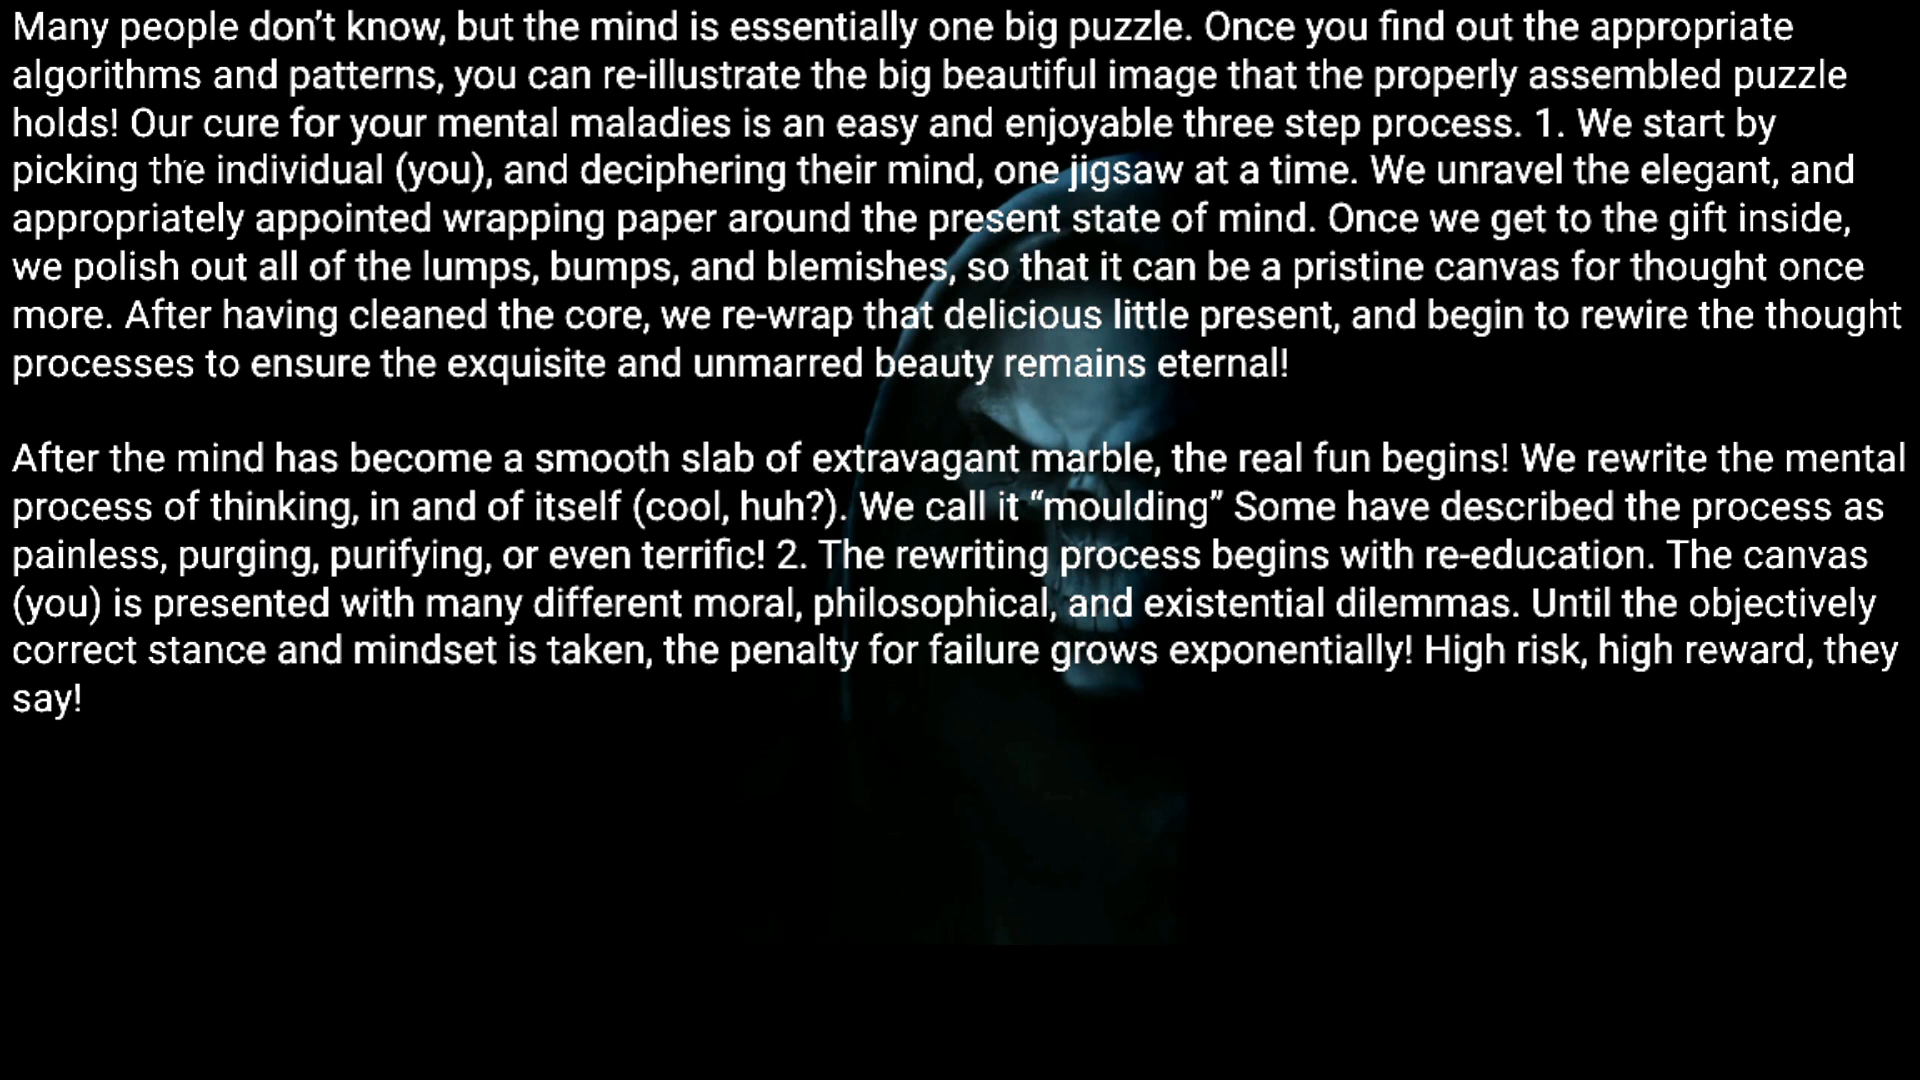 Many people don’t know, but the mind is essentially one big puzzle. Once you find out the appropriate
algorithms and patterns, you can re-illustrate the big beautiful image that the properly assembled puzzle
holds! Our cure for your mental maladies is an easy and enjoyable three step process. 1. We start by
picking the individual (you), and deciphering their mind, one jigsaw at a time. We unravel the elegant, and
appropriately appointed wrapping paper around the present state of mind. Once we get to the gift inside,
we polish out all of the lumps, bumps, and blemishes, so that it can be a pristine canvas for thought once
more. After having cleaned the core, we re-wrap that delicious little present, and begin to rewire the thought
processes to ensure the exquisite and unmarred beauty remains eternal!
After the mind has become a smooth slab of extravagant marble, the real fun begins! We rewrite the mental
process of thinking, in and of itself (cool, huh?). We call it “moulding” Some have described the process as
painless, purging, purifying, or even terrific! 2. The rewriting process begins with re-education. The canvas
(you) is presented with many different moral, philosophical, and existential dilemmas. Until the objectively
correct stance and mindset is taken, the penalty for failure grows exponentially! High risk, high reward, they
say!